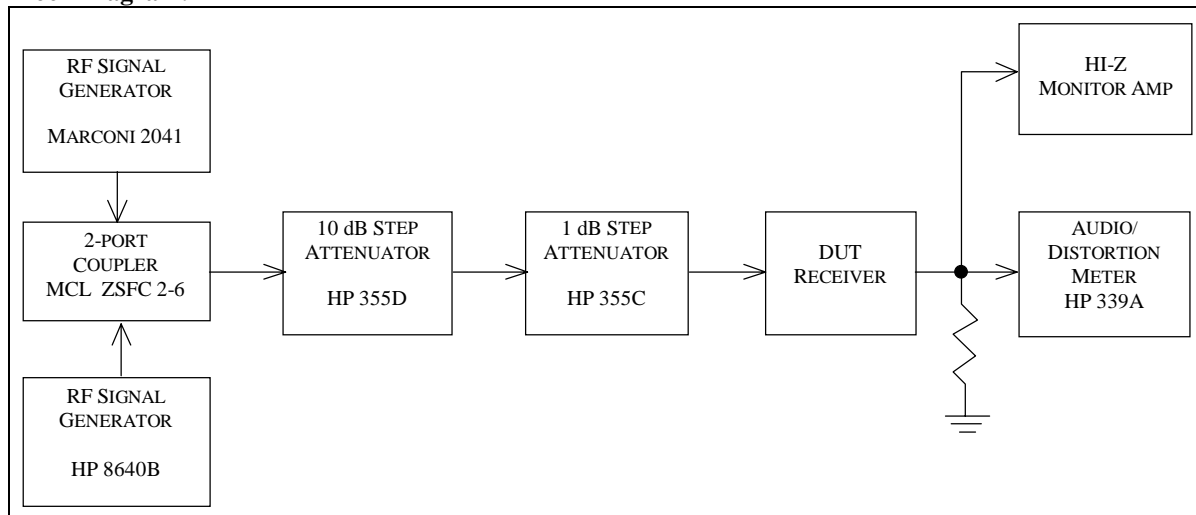 RF SIGNAL
GENERATOR
MARCONI 2041
2-PORT
COUPLER
MCL ZSFC 2-6
RF SIGNAL
GENERATOR
HP 8640B
10 dB STEP
ATTENUATOR
HP 355D
1 dB STEP
ATTENUATOR
HP 355C
DUT
RECEIVER
HI-Z
MONITOR AMP
AUDIO/
DISTORTION
METER
HP 339A